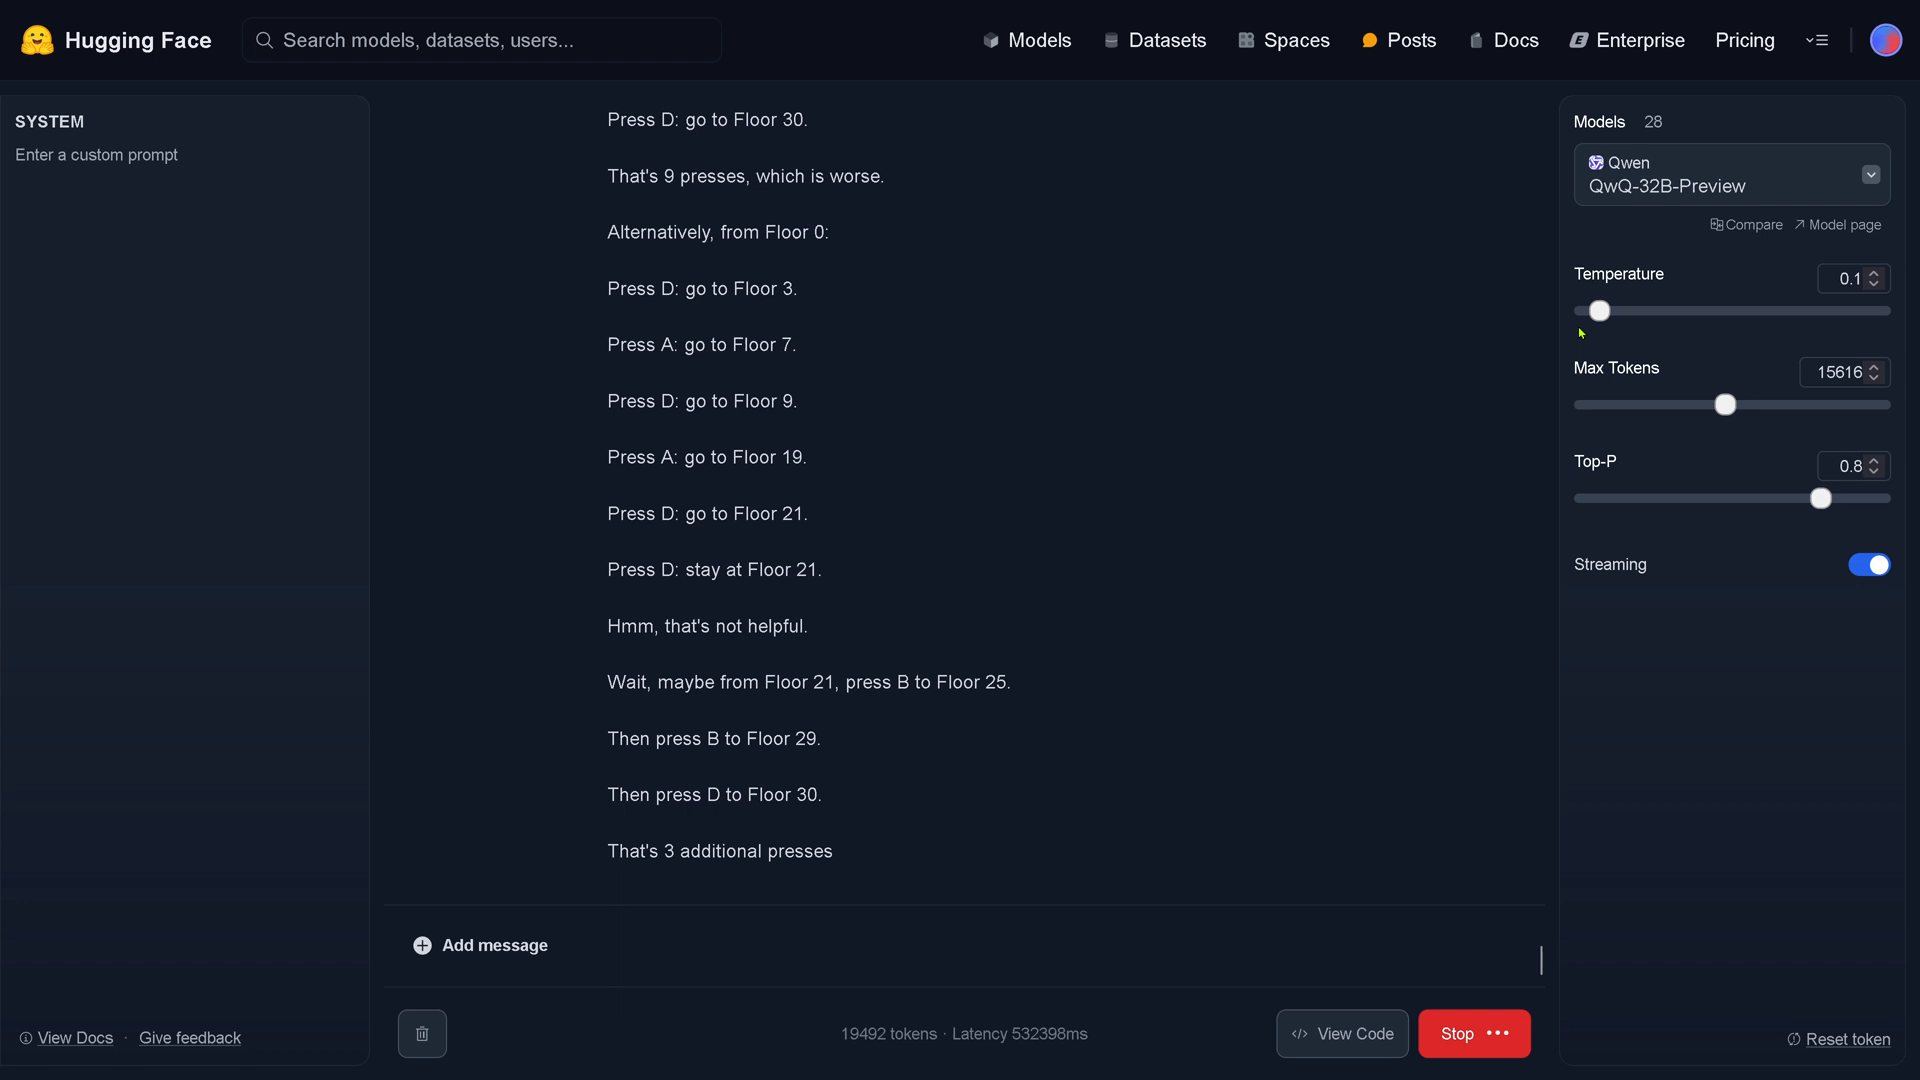 Hugging Face
Search models, datasets, users...
Models
Datasets
Spaces
Posts
Docs
Enterprise
Pricing
SYSTEM
Enter a custom prompt
Press D: go to Floor 30.
That's 9 presses, which is worse.
Alternatively, from Floor 0:
Press D: go to Floor 3.
Press A: go to Floor 7.
Press D: go to Floor 9.
Press A: go to Floor 19.
Press D: go to Floor 21.
Press D: stay at Floor 21.
Hmm, that's not helpful.
Wait, maybe from Floor 21, press B to Floor 25.
Then press B to Floor 29.
Then press D to Floor 30.
That's 3 additional presses
Add message
19492 tokens · Latency 532398ms
View Code
Stop
View Docs · Give feedback
Models 28
Qwen
QwQ-32B-Preview
Compare
Model page
Temperature 0.1
Max Tokens 15616
Top-P 0.8
Streaming
Reset token